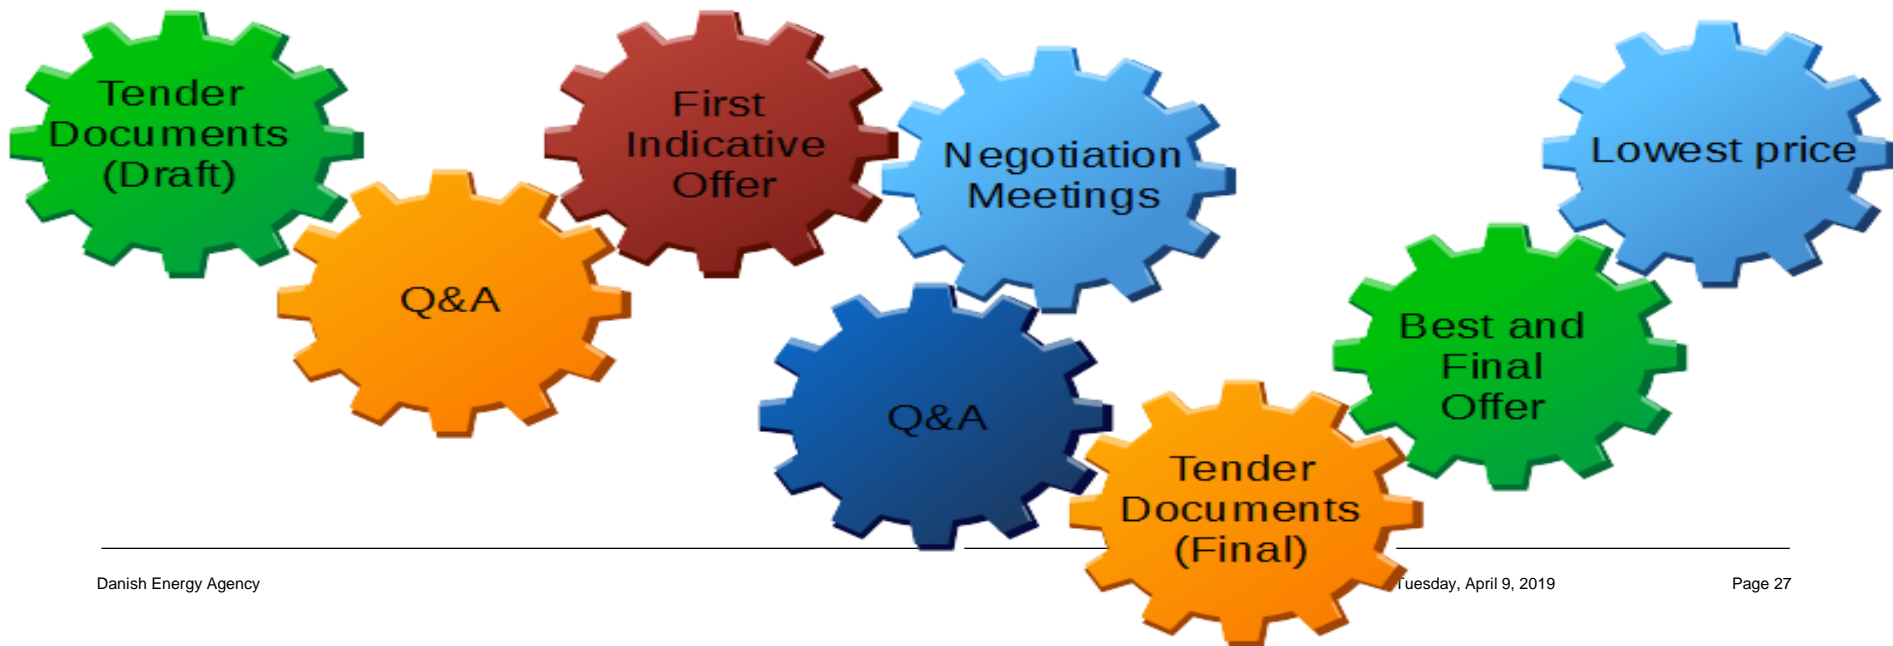 Tender
Documents
(Draft)
Q&A
First
Indicative
Offer
Negotiation
Meetings
Q&A
Tender
Documents
(Final)
Best and
Final
Offer
Lowest price
Danish Energy Agency
Tuesday, April 9, 2019
Page 27